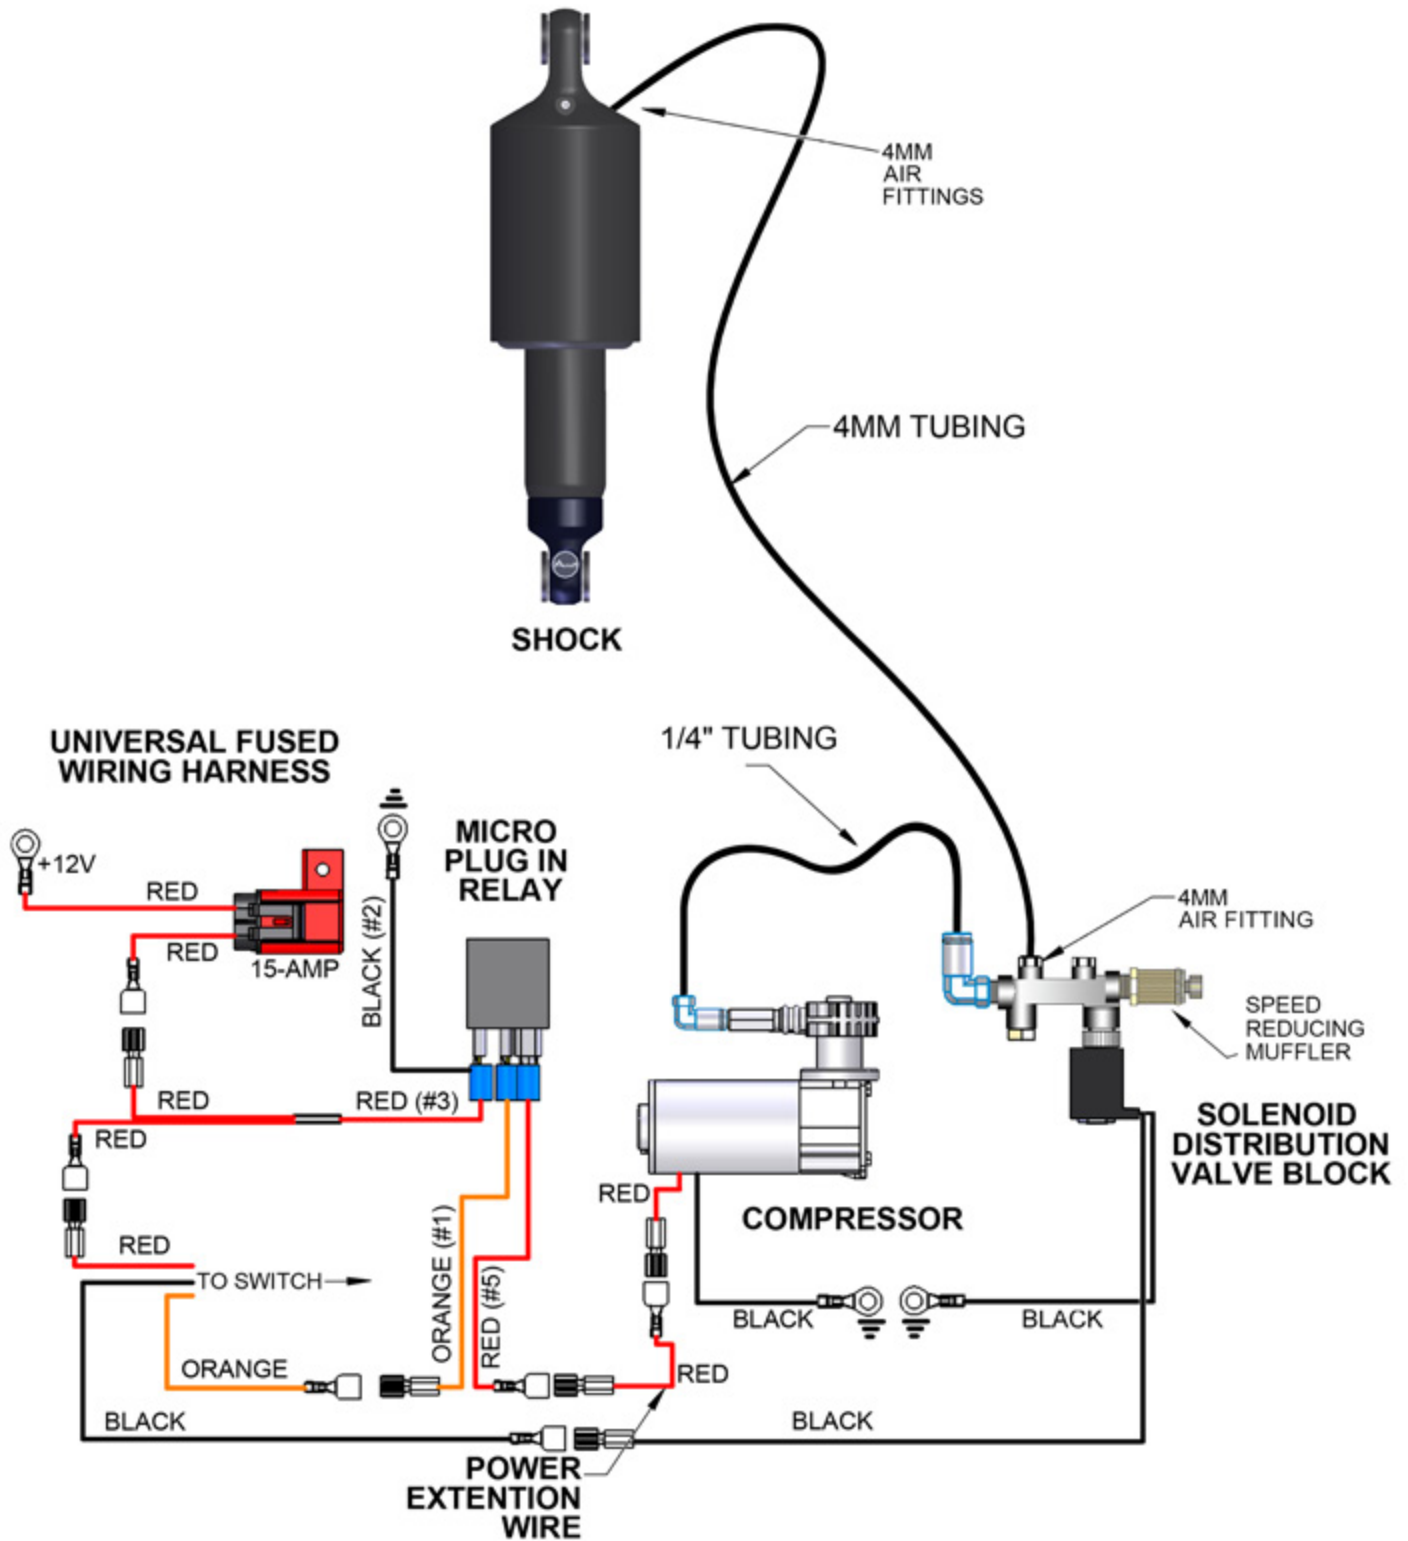 4MM
AIR
FITTINGS
4MM TUBING
SHOCK
1/4" TUBING
UNIVERSAL FUSED
WIRING HARNESS
MICRO
PLUG IN
RELAY
+12V
RED
RED
15-AMP
BLACK (#2)
4MM
AIR FITTING
SPEED
REDUCING
MUFFLER
RED
RED (#3)
RED
SOLENOID
DISTRIBUTION
VALVE BLOCK
RED
COMPRESSOR
RED
TO SWITCH
ORANGE (#1)
RED (#5)
BLACK
BLACK
ORANGE
RED
BLACK
BLACK
POWER
EXTENTION
WIRE